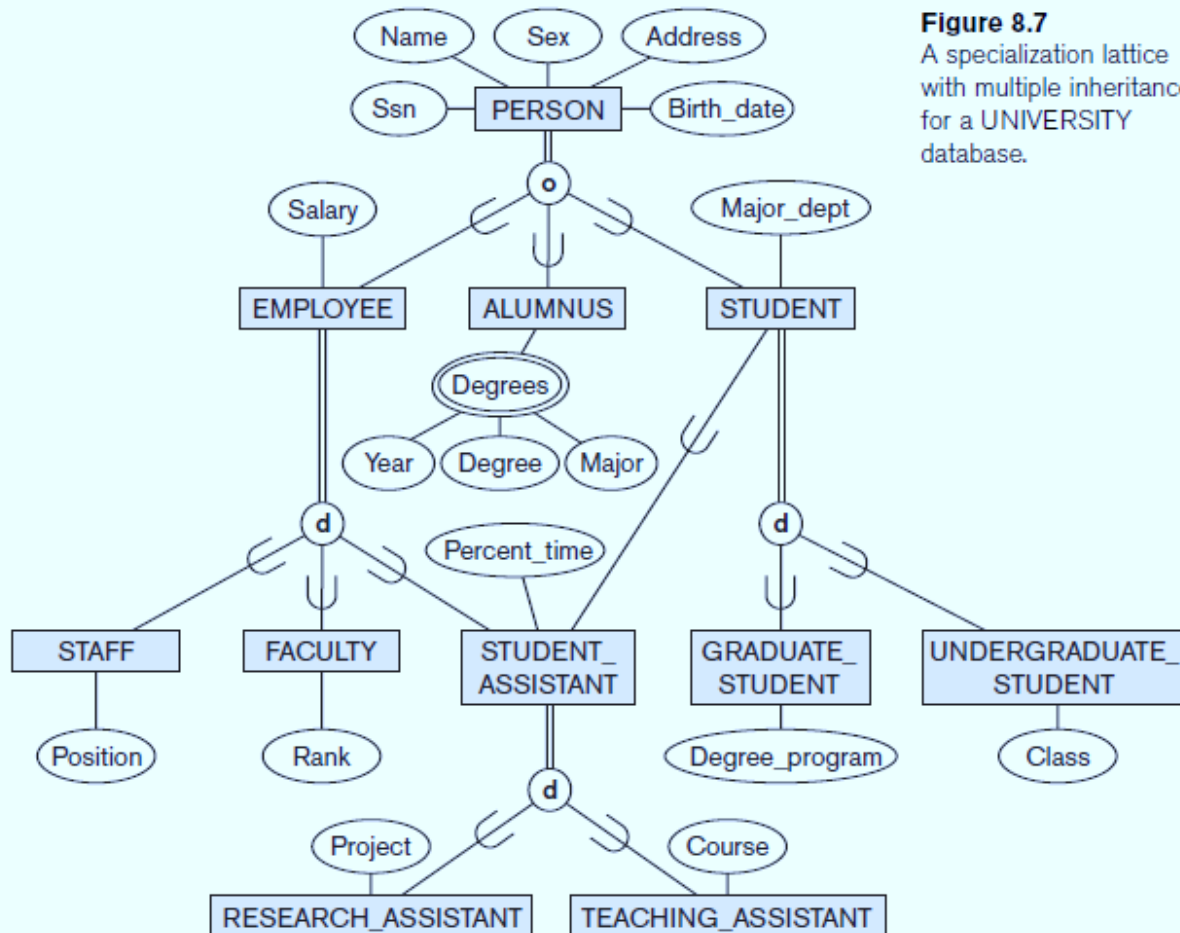 Figure 8.7
A specialization lattice
with multiple inheritance
for a UNIVERSITY
database.
Name
Sex
Address
Ssn
PERSON
Birth_date
o
Salary
Major_dept
EMPLOYEE
ALUMNUS
STUDENT
Degrees
Year
Degree
Major
d
d
Percent_time
STAFF
FACULTY
STUDENT_
ASSISTANT
GRADUATE_
STUDENT
UNDERGRADUATE_
STUDENT
Position
Rank
Degree_program
Class
d
Project
Course
RESEARCH_ASSISTANT
TEACHING_ASSISTANT